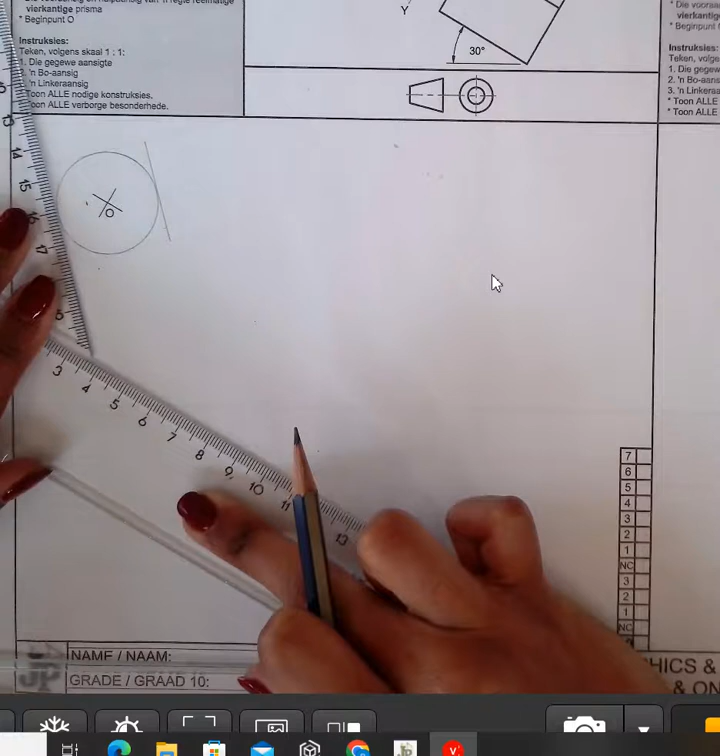 vierkantige prisma
* Beginpunt O
Instruksies:
Teken, volgens skaal 1 : 1:
1. Die gegewe aansigte
'n Bo-aansig
'n Linkeraansig
Toon ALLE nodige konstruksies.
Toon ALLE verborge besonderhede.
Y
30°
* Die vooraa
vierkantige
* Beginpunt
Instruksies:
Teken, volge
1. Die gegew
2. 'n Bo-aans
3. 'n Linkeraa
* Toon ALLE
* Toon ALLE
13
14
15
16
17
O
3
4
5
6
7
8
9
10
11
13
7
6
5
4
3
2
1
NC
3
2
1
NC
NAME / NAAM:
GRADE / GRAAD 10:
JP
HICS &
& ON